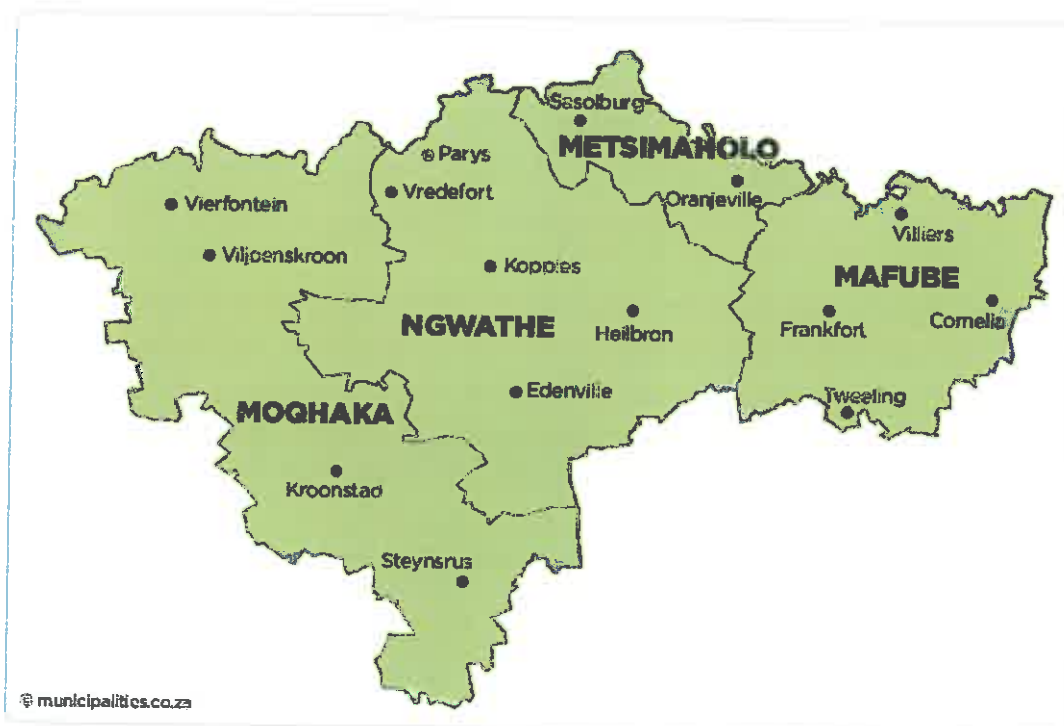 Sasolburg
METSIMAHOLO
Parys
Vredefort
Oranjeville
Vierfontein
Villiers
Viljoenskroon
Koppies
MAFUBE
NGWATHE
Heilbron
Frankfort
Cornelia
Edenville
Tweeling
MOQHAKA
Kroonstad
Steynsrus
© municipalities.co.za